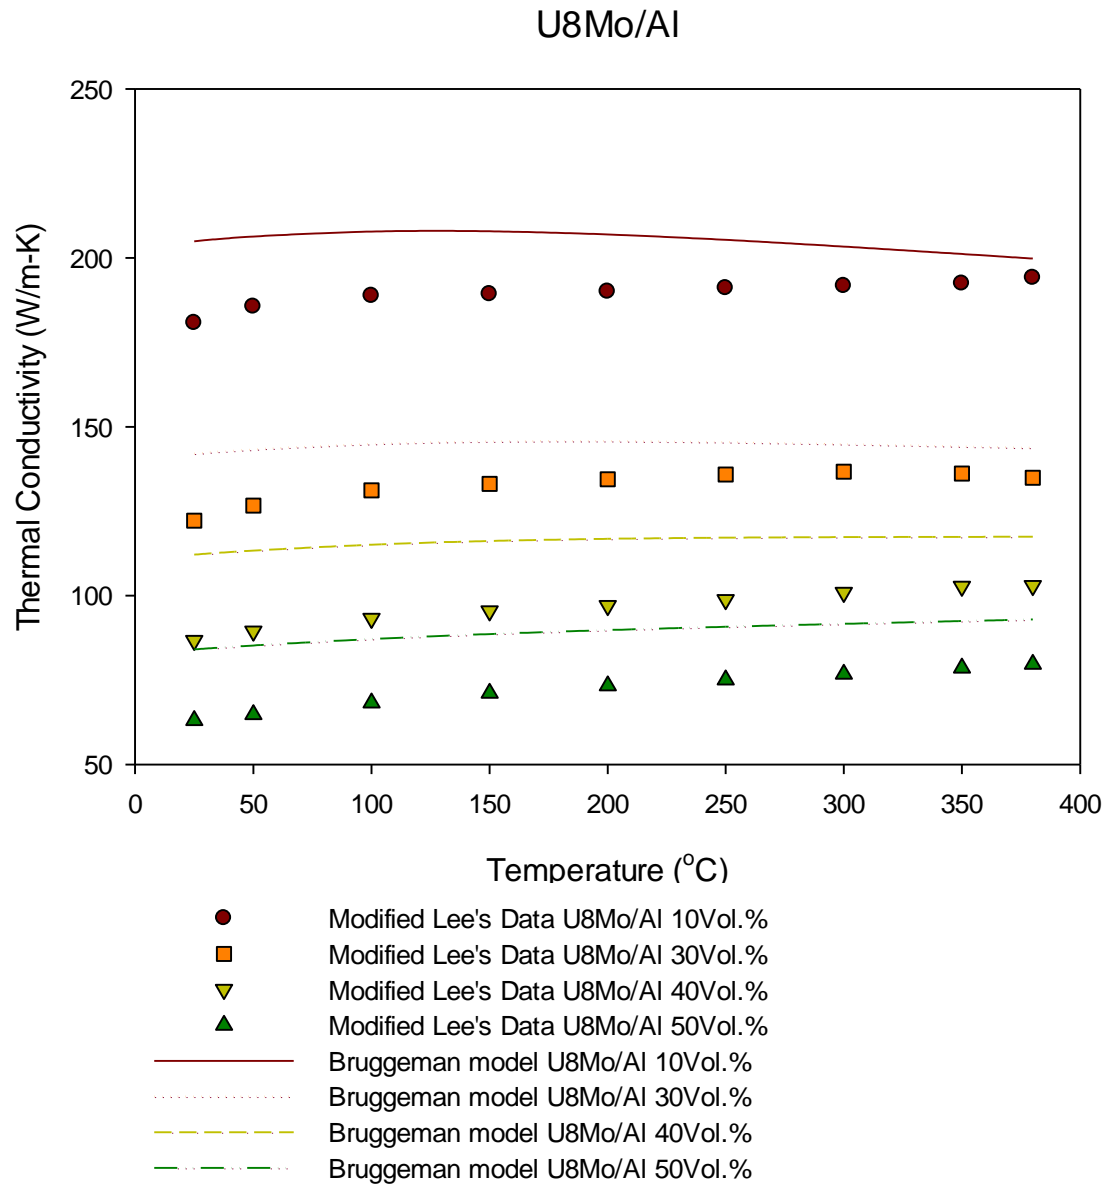 U8Mo/Al
Thermal Conductivity (W/m-K)
250
200
150
100
50
0 50 100 150 200 250 300 350 400
Temperature (°C)
Modified Lee's Data U8Mo/Al 10Vol.%
Modified Lee's Data U8Mo/Al 30Vol.%
Modified Lee's Data U8Mo/Al 40Vol.%
Modified Lee's Data U8Mo/Al 50Vol.%
Bruggeman model U8Mo/Al 10Vol.%
Bruggeman model U8Mo/Al 30Vol.%
Bruggeman model U8Mo/Al 40Vol.%
Bruggeman model U8Mo/Al 50Vol.%